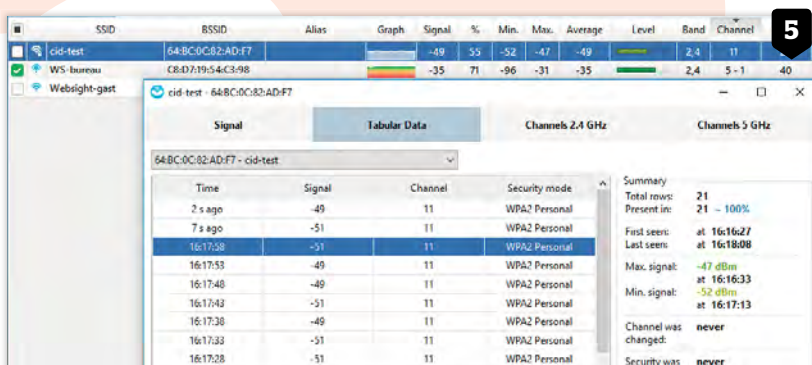 5
SSID BSSID Alias Graph Signal % Min. Max. Average Level Band Channel
cid-test 64:BC:0C:82:AD:F7 -49 55 -52 -47 -49 2,4 11
WS-bureau C8:D7:19:54:C3:98 -35 71 -96 -31 -35 2,4 5 - 1 40
Websight-gast
cid-test - 64:BC:0C:82:AD:F7
Signal Tabular Data Channels 2.4 GHz Channels 5 GHz
64:BC:0C:82:AD:F7 - cid-test
Time Signal Channel Security mode
2 s ago -49 11 WPA2 Personal
7 s ago -51 11 WPA2 Personal
16:17:58 -51 11 WPA2 Personal
16:17:53 -49 11 WPA2 Personal
16:17:48 -49 11 WPA2 Personal
16:17:43 -51 11 WPA2 Personal
16:17:38 -49 11 WPA2 Personal
16:17:33 -51 11 WPA2 Personal
16:17:28 -51 11 WPA2 Personal
Summary
Total rows: 21
Present in: 21 ~ 100%
First seen: at 16:16:27
Last seen: at 16:18:08
Max. signal: -47 dBm
at 16:16:33
Min. signal: -52 dBm
at 16:17:13
Channel was never
changed:
Security was never